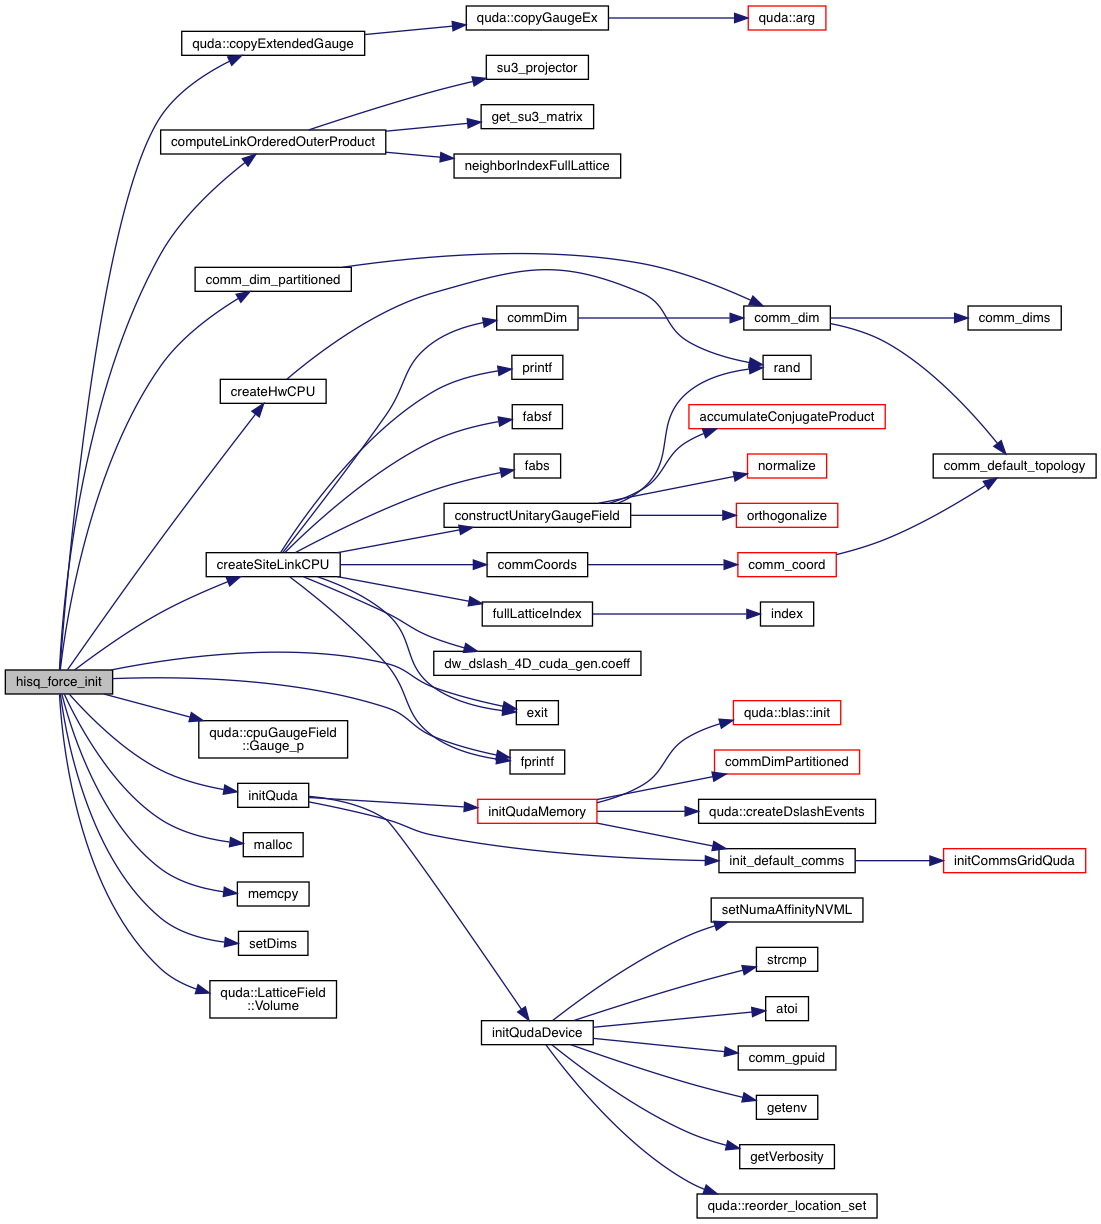 quda::copyGaugeEx
quda::arg
quda::copyExtendedGauge
su3_projector
get_su3_matrix
computeLinkOrderedOuterProduct
neighborIndexFullLattice
comm_dim_partitioned
commDim
comm_dim
comm_dims
printf
rand
createHwCPU
fabsf
accumulateConjugateProduct
fabs
normalize
comm_default_topology
constructUnitaryGaugeField
orthogonalize
createSiteLinkCPU
commCoords
comm_coord
fullLatticeIndex
index
dw_dslash_4D_cuda_gen.coeff
hisq_force_init
exit
quda::blas::init
quda::cpuGaugeField
::Gauge_p
fprintf
commDimPartitioned
initQuda
initQudaMemory
quda::createDslashEvents
malloc
init_default_comms
initCommsGridQuda
memcpy
setNumaAffinityNVML
setDims
strcmp
quda::LatticeField
::Volume
atoi
initQudaDevice
comm_gpuid
getenv
getVerbosity
quda::reorder_location_set